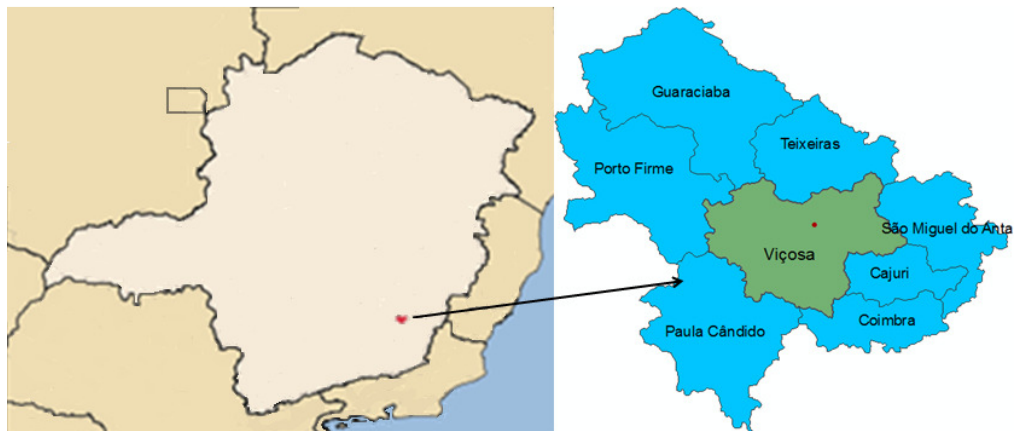 Guaraciaba
Teixeiras
Porto Firme
São Miguel do Anta
Viçosa
Cajuri
Coimbra
Paula Cândido